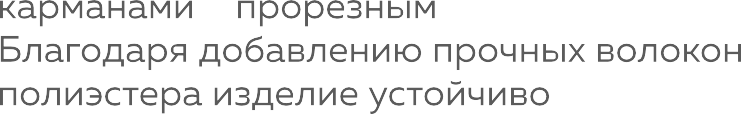 карманами прорезным
Благодаря добавлению прочных волокон
полиэстера изделие устойчиво